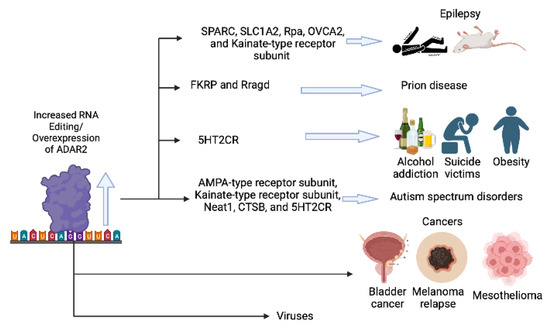 SPARC, SLC1A2, Rpa, OVCA2,
and Kainate-type receptor
subunit
Epilepsy
FKRP and Rragd
Prion disease
Increased RNA
Editing/
Overexpression
of ADAR2
5HT2CR
Alcohol
addiction
Suicide
victims
Obesity
AMPA-type receptor subunit,
Kainate-type receptor subunit,
Neat1, CTSB, and 5HT2CR
Autism spectrum disorders
U A C U C A G G U U C A
Cancers
Bladder
cancer
Melanoma
relapse
Mesothelioma
Viruses